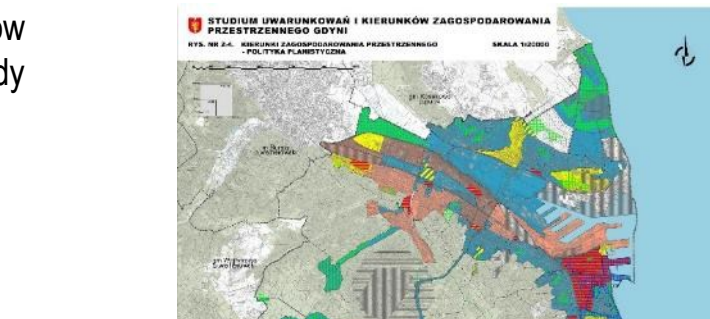 ów
dy
STUDIUM UWARUNKOWAŃ I KIERUNKÓW ZAGOSPODAROWANIA
PRZESTRZENNEGO GDYNI
RYS. NR 2.4. KIERUNKI ZAGOSPODAROWANIA PRZESTRZENNEGO
- POLITYKA PLANISTYCZNA
SKALA 1:20000